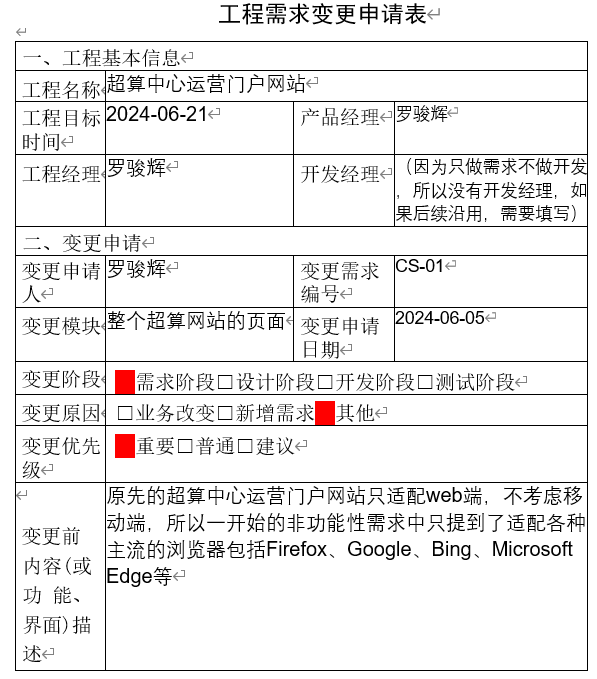 工程需求变更申请表
一、工程基本信息
工程名称 超算中心运营门户网站
工程目标 2024-06-21 产品经理 罗骏辉
时间
工程经理 罗骏辉 开发经理 （因为只做需求不做开发
，所以没有开发经理，如
果后续沿用，需要填写）
二、变更申请
变更申请 罗骏辉 变更需求 CS-01
人 编号
变更模块 整个超算网站的页面 变更申请 2024-06-05
日期
变更阶段 需求阶段□设计阶段□开发阶段□测试阶段
变更原因 □业务改变□新增需求 其他
变更优先 重要□普通□建议
级
变更前
内容(或
功 能、
界面)描
述
原先的超算中心运营门户网站只适配web端，不考虑移
动端，所以一开始的非功能性需求中只提到了适配各种
主流的浏览器包括Firefox、Google、Bing、Microsoft
Edge等